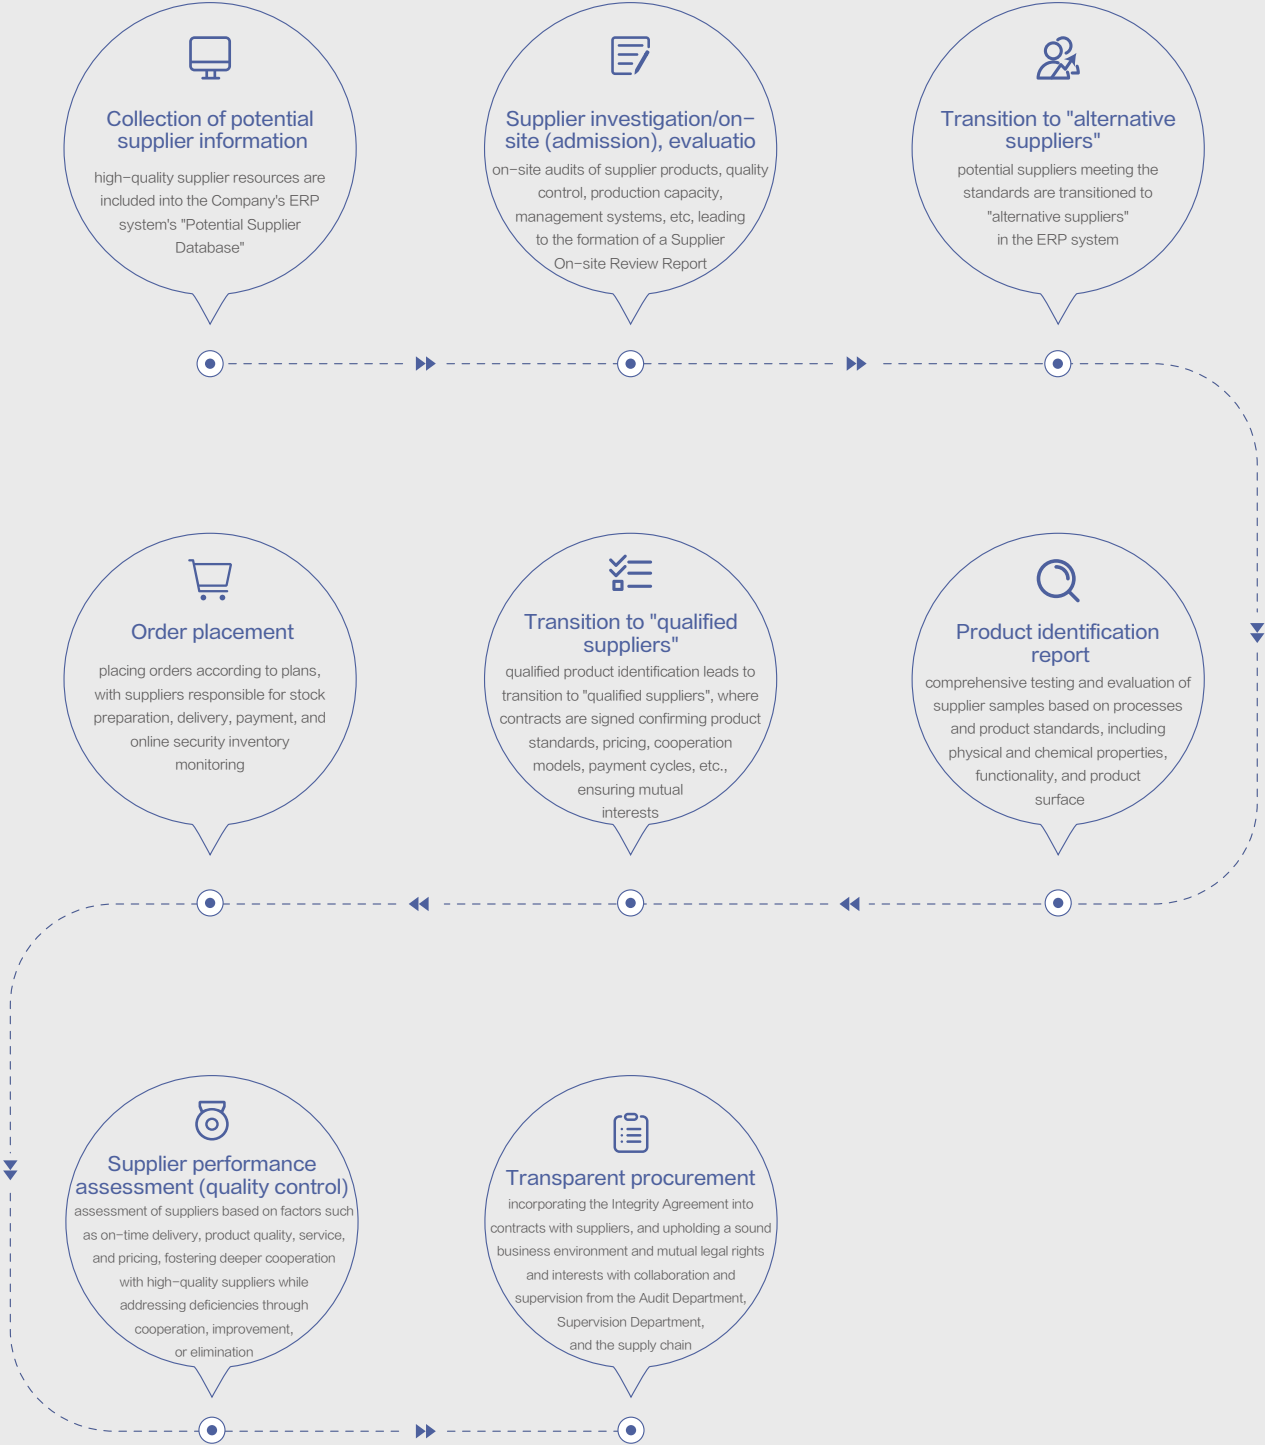 Collection of potential
supplier information
high-quality supplier resources are
included into the Company's ERP
system's "Potential Supplier
Database"
Supplier investigation/on-
site (admission), evaluatio
on-site audits of supplier products, quality
control, production capacity,
management systems, etc, leading
to the formation of a Supplier
On-site Review Report
Transition to "alternative
suppliers"
potential suppliers meeting the
standards are transitioned to
"alternative suppliers"
in the ERP system
Product identification
report
comprehensive testing and evaluation of
supplier samples based on processes
and product standards, including
physical and chemical properties,
functionality, and product
surface
Transition to "qualified
suppliers"
qualified product identification leads to
transition to "qualified suppliers", where
contracts are signed confirming product
standards, pricing, cooperation
models, payment cycles, etc.,
ensuring mutual
interests
Order placement
placing orders according to plans,
with suppliers responsible for stock
preparation, delivery, payment, and
online security inventory
monitoring
Supplier performance
assessment (quality control)
assessment of suppliers based on factors such
as on-time delivery, product quality, service,
and pricing, fostering deeper cooperation
with high-quality suppliers while
addressing deficiencies through
cooperation, improvement,
or elimination
Transparent procurement
incorporating the Integrity Agreement into
contracts with suppliers, and upholding a sound
business environment and mutual legal rights
and interests with collaboration and
supervision from the Audit Department,
Supervision Department,
and the supply chain